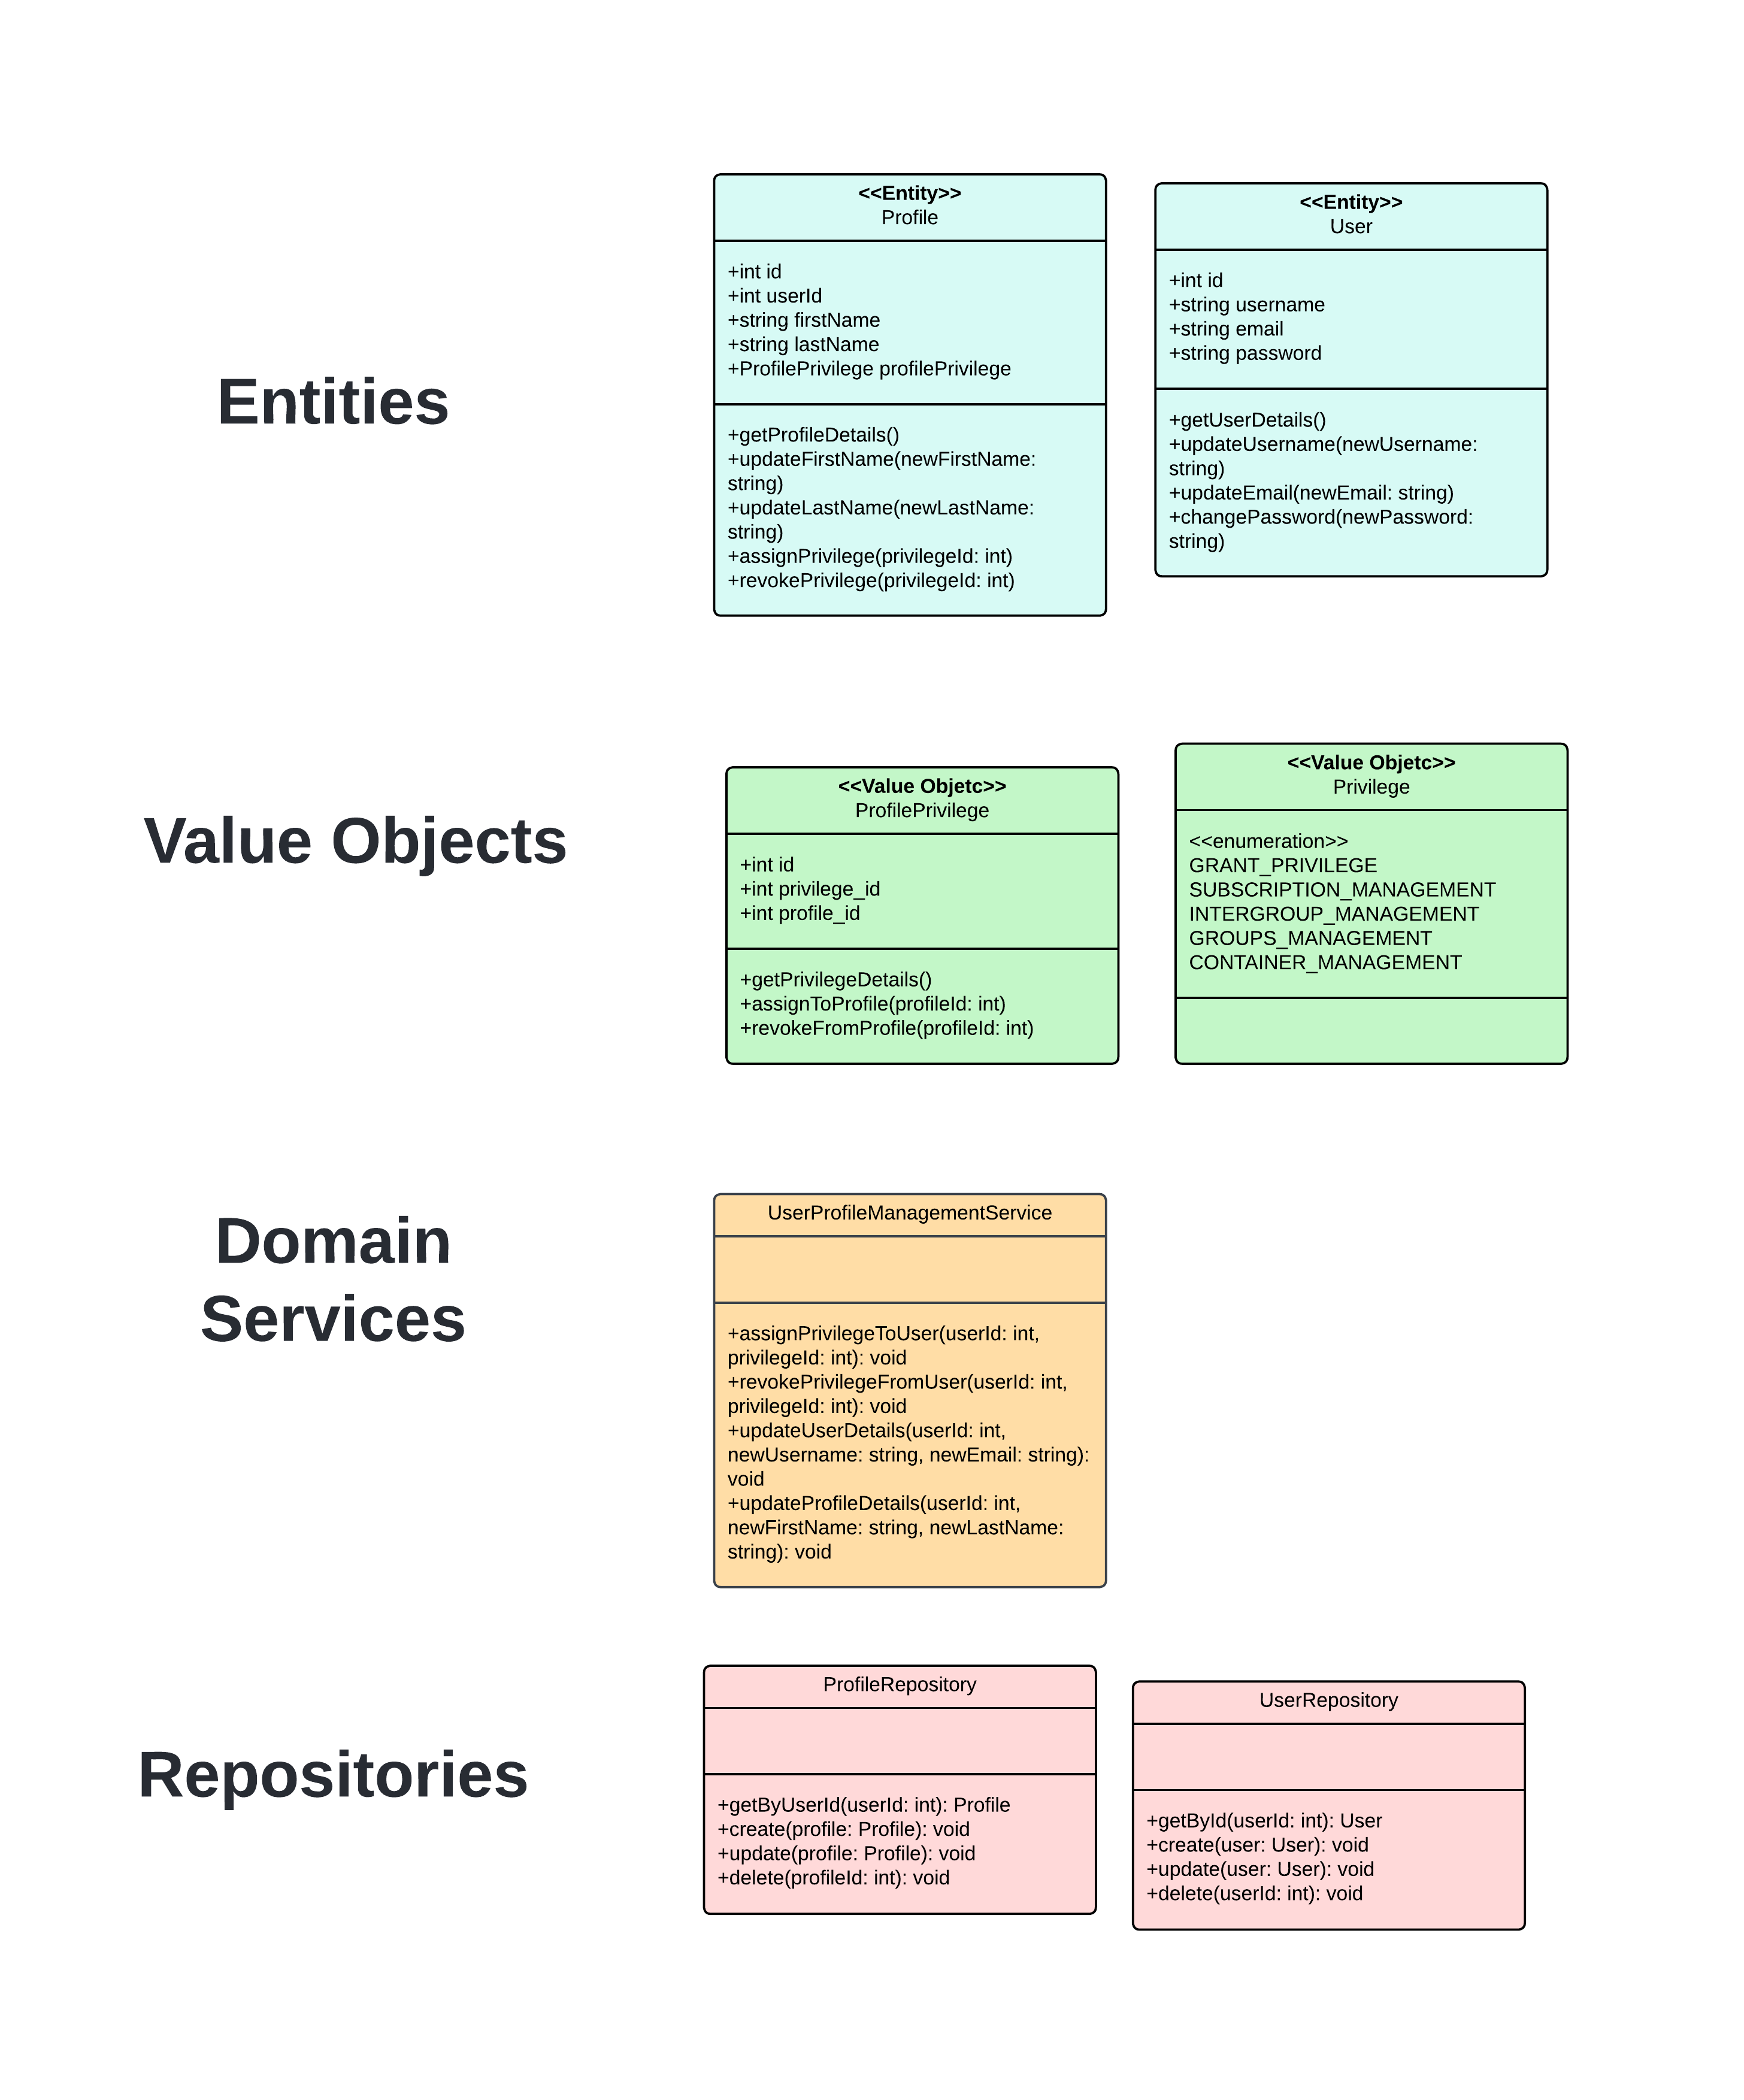 Entities
<<Entity>>
Profile
+int id
+int userId
+string firstName
+string lastName
+ProfilePrivilege profilePrivilege
+getProfileDetails()
+updateFirstName(newFirstName:
string)
+updateLastName(newLastName:
string)
+assignPrivilege(privilegeId: int)
+revokePrivilege(privilegeId: int)
<<Entity>>
User
+int id
+string username
+string email
+string password
+getUserDetails()
+updateUsername(newUsername:
string)
+updateEmail(newEmail: string)
+changePassword(newPassword:
string)
Value Objects
<<Value Objetc>>
ProfilePrivilege
+int id
+int privilege_id
+int profile_id
+getPrivilegeDetails()
+assignToProfile(profileId: int)
+revokeFromProfile(profileId: int)
<<Value Objetc>>
Privilege
<<enumeration>>
GRANT_PRIVILEGE
SUBSCRIPTION_MANAGEMENT
INTERGROUP_MANAGEMENT
GROUPS_MANAGEMENT
CONTAINER_MANAGEMENT
Domain
Services
UserProfileManagementService
+assignPrivilegeToUser(userId: int,
privilegeId: int): void
+revokePrivilegeFromUser(userId: int,
privilegeId: int): void
+updateUserDetails(userId: int,
newUsername: string, newEmail: string):
void
+updateProfileDetails(userId: int,
newFirstName: string, newLastName:
string): void
Repositories
ProfileRepository
+getByUserId(userId: int): Profile
+create(profile: Profile): void
+update(profile: Profile): void
+delete(profileId: int): void
UserRepository
+getById(userId: int): User
+create(user: User): void
+update(user: User): void
+delete(userId: int): void